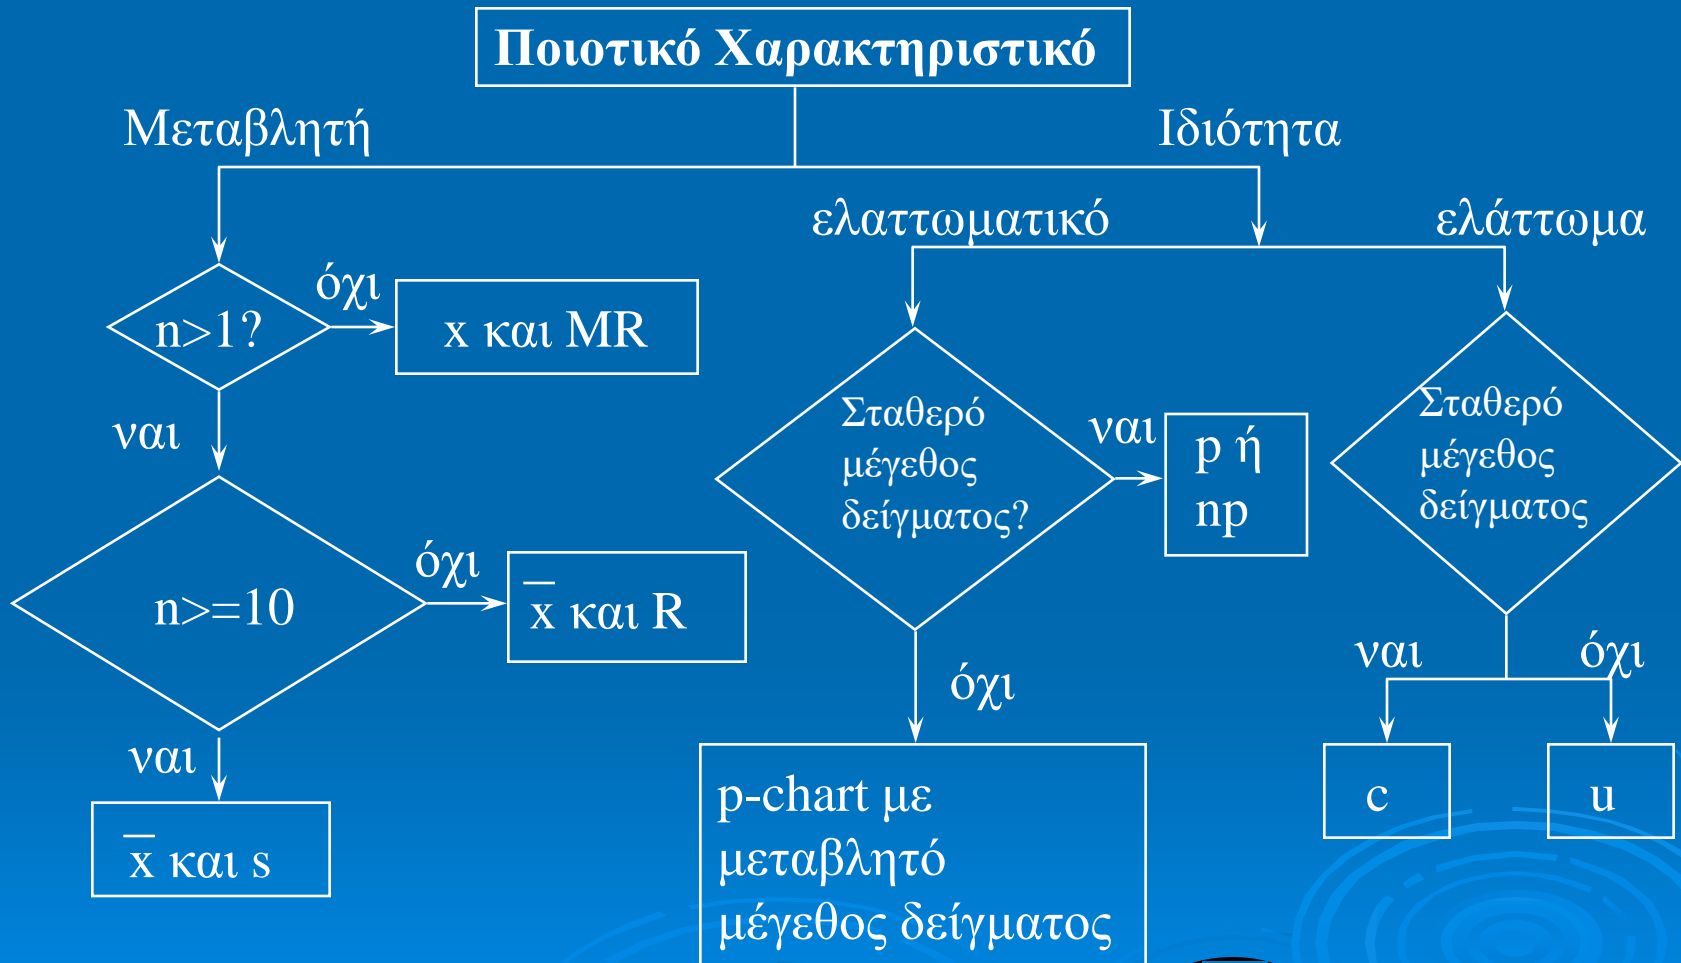 Ποιοτικό Χαρακτηριστικό
Μεταβλητή
Ιδιότητα
ελαττωματικό
ελάττωμα
n>1?
όχι
x και MR
ναι
n>=10
όχι
x̅ και R
ναι
x̅ και s
Σταθερό
μέγεθος
δείγματος?
ναι
p ή
np
όχι
p-chart με
μεταβλητό
μέγεθος δείγματος
Σταθερό
μέγεθος
δείγματος
ναι
όχι
c
u